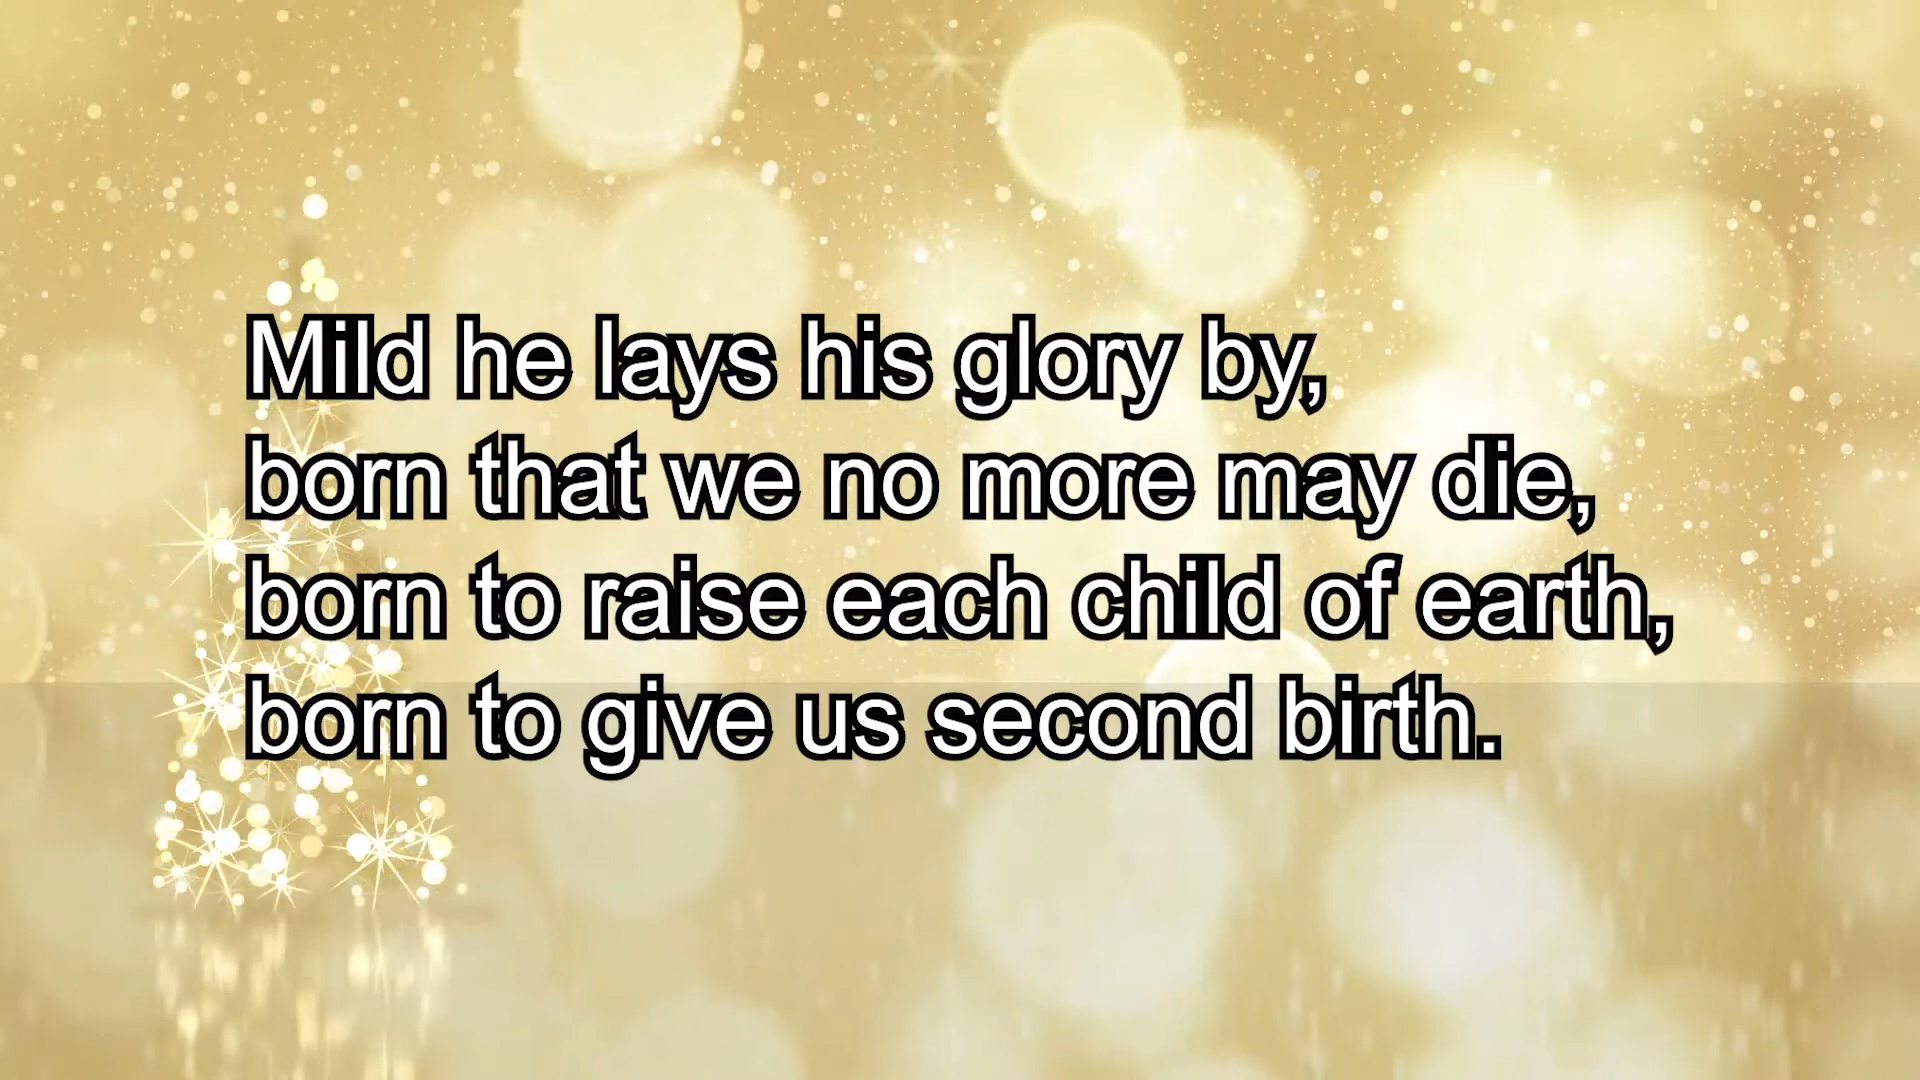 Mild he lays his glory by,
born that we no more may die,
born to raise each child of earth,
born to give us second birth.